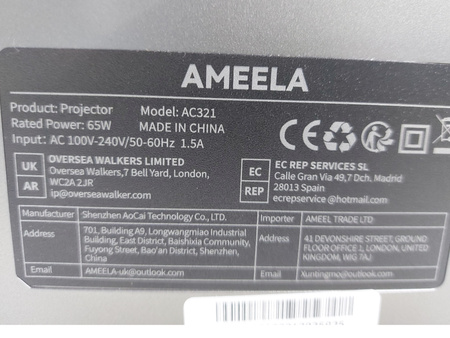 AMEELA
Product: Projector Model: AC321
Rated Power: 65W MADE IN CHINA
Input: AC 100V-240V/50-60Hz 1.5A
UK AR
OVERSEA WALKERS LIMITED
Oversea Walkers,7 Bell Yard, London,
WC2A 2JR
ip@overseawalker.com
EC REP
EC REP SERVICES SL
Calle Gran Via 49,7 Dch. Madrid
28013 Spain
ecrepservice@hotmail.com
Manufacturer Shenzhen AoCai Technology Co., LTD.
Address
701, Building A9, Longwangmiao Industrial
Building, East District, Baishixia Community,
Fuyong Street, Bao'an District, Shenzhen,
China
Email AMEELA-uk@outlook.com
Importer AMEEL TRADE LTD
Address
41 DEVONSHIRE STREET, GROUND
FLOOR OFFICE 1, LONDON, UNITED
KINGDOM, W1G 7AJ
Email Xuntingmo@outlook.com